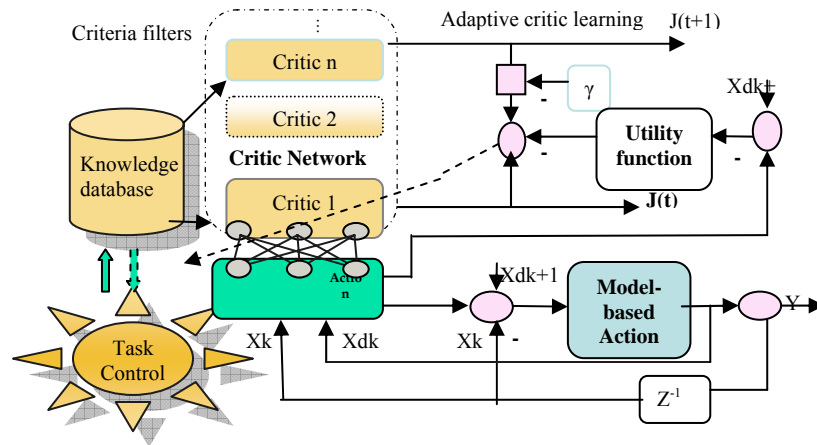 Criteria filters
Adaptive critic learning
J(t+1)
Critic n
γ
-
Xdk+
Critic 2
Utility
function
-
-
Critic Network
Knowledge
database
Critic 1
J(t)
Actio
n
Xdk+1
Model-
based
Action
Y
Xk
Xdk
Xk
-
Task
Control
Z-1